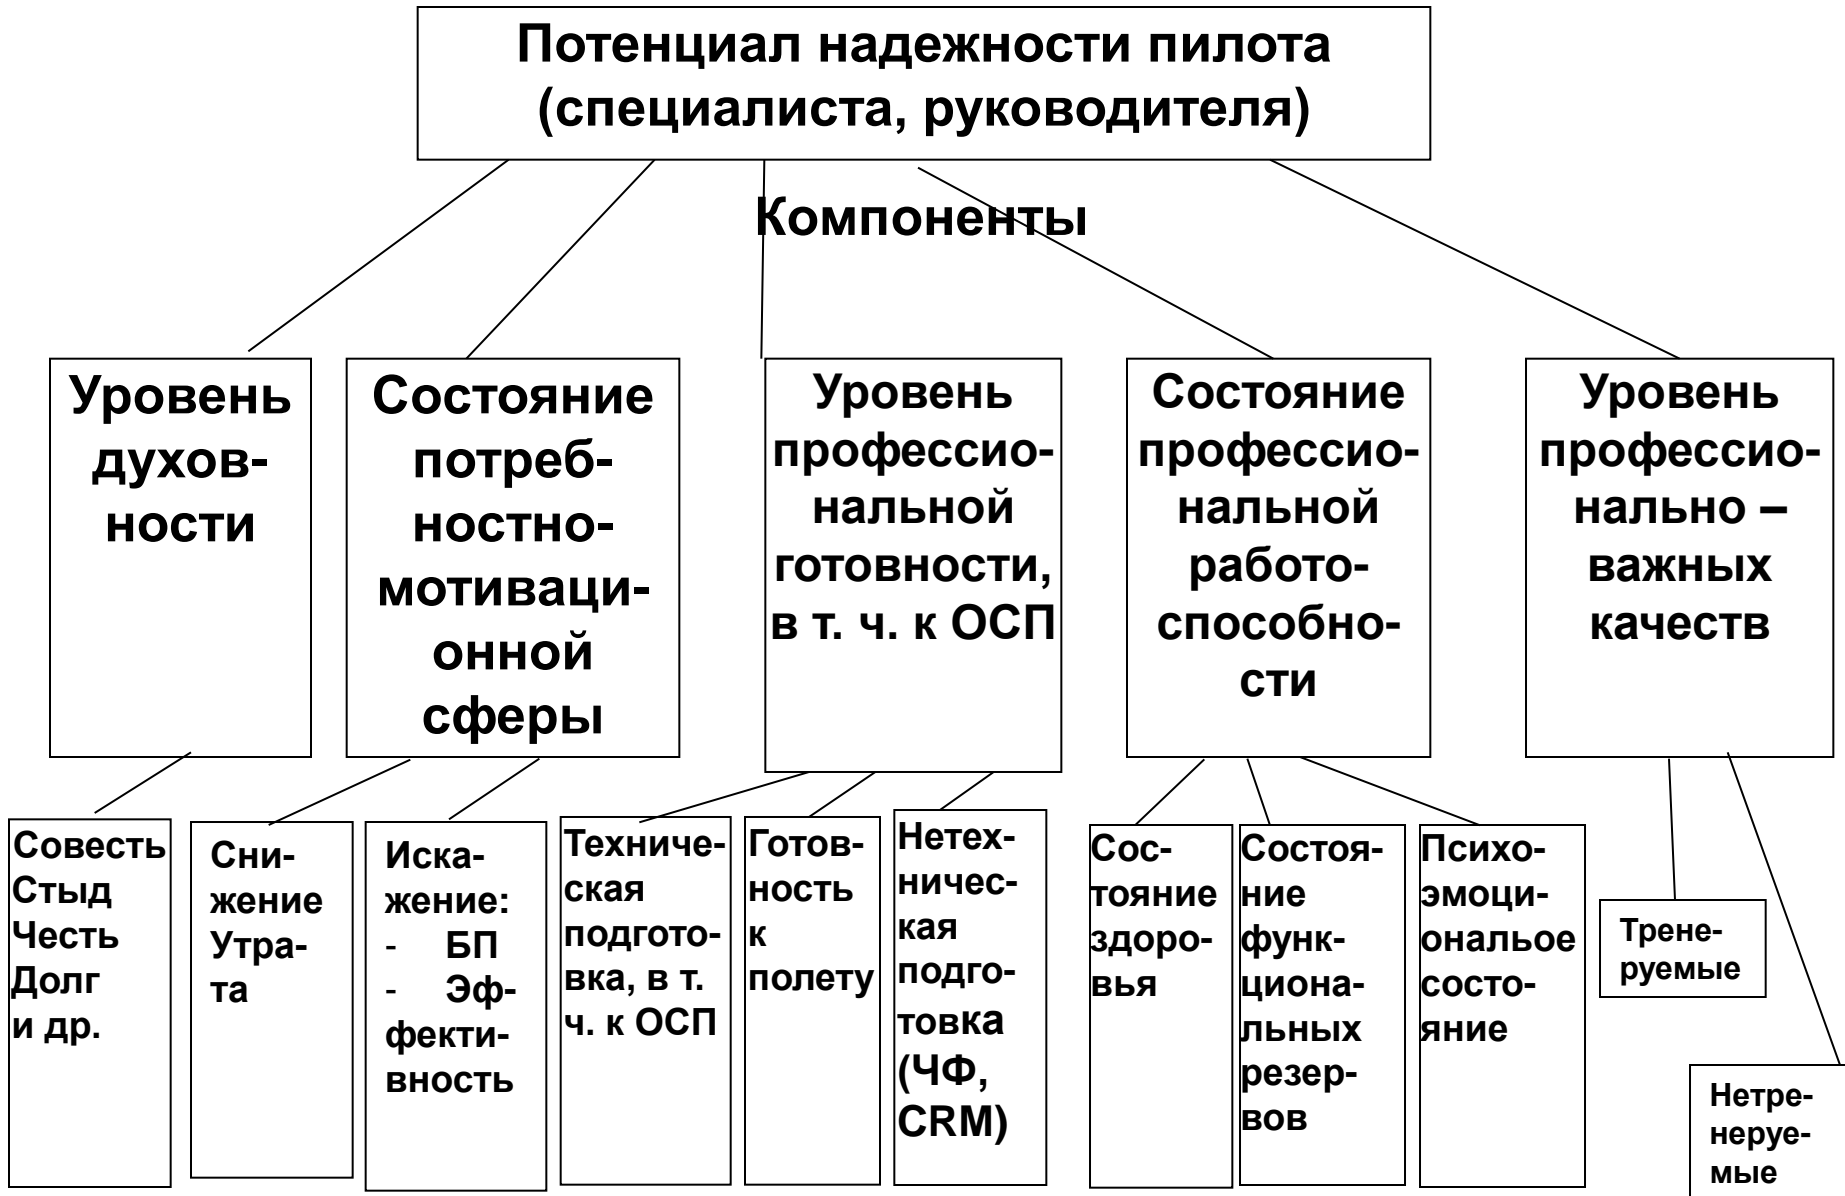 Потенциал надежности пилота
(специалиста, руководителя)
Компоненты
Уровень
духов-
ности
Состояние
потреб-
ностно-
мотиваци-
онной
сферы
Уровень
профессио-
нальной
готовности,
в т. ч. к ОСП
Состояние
профессио-
нальной
работо-
способно-
сти
Уровень
профессио-
нально –
важных
качеств
Совесть
Стыд
Честь
Долг
и др.
Сни-
жение
Утра-
та
Иска-
жение:
- БП
- Эф-
фекти-
вность
Техниче-
ская
подгото-
вка, в т.
ч. к ОСП
Готов-
ность
к
полету
Нетех-
ничес-
кая
подго-
товка
(ЧФ,
CRM)
Сос-
тояние
здоро-
вья
Состоя-
ние
функ-
циона-
льных
резер-
вов
Психо-
эмоци-
ональое
состо-
яние
Трене-
руемые
Нетре-
неруе-
мые